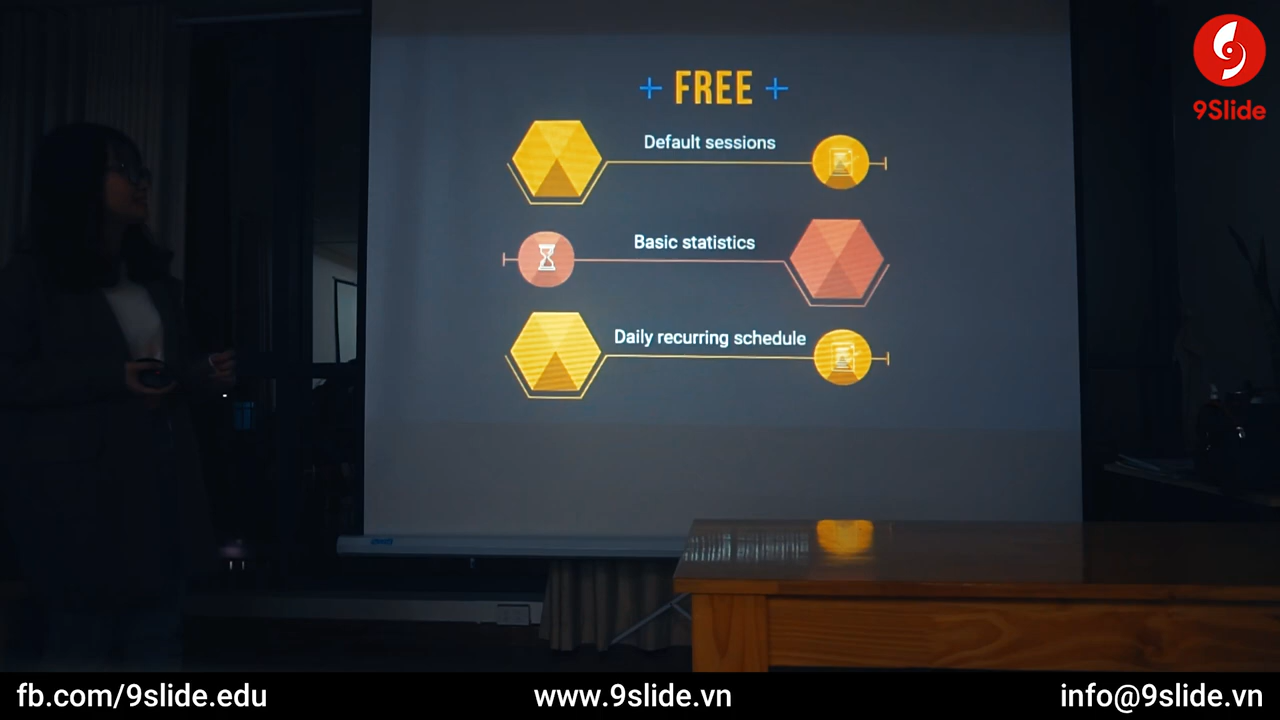 + FREE +
Default sessions
Basic statistics
Daily recurring schedule
9Slide
fb.com/9slide.edu
www.9slide.vn
info@9slide.vn